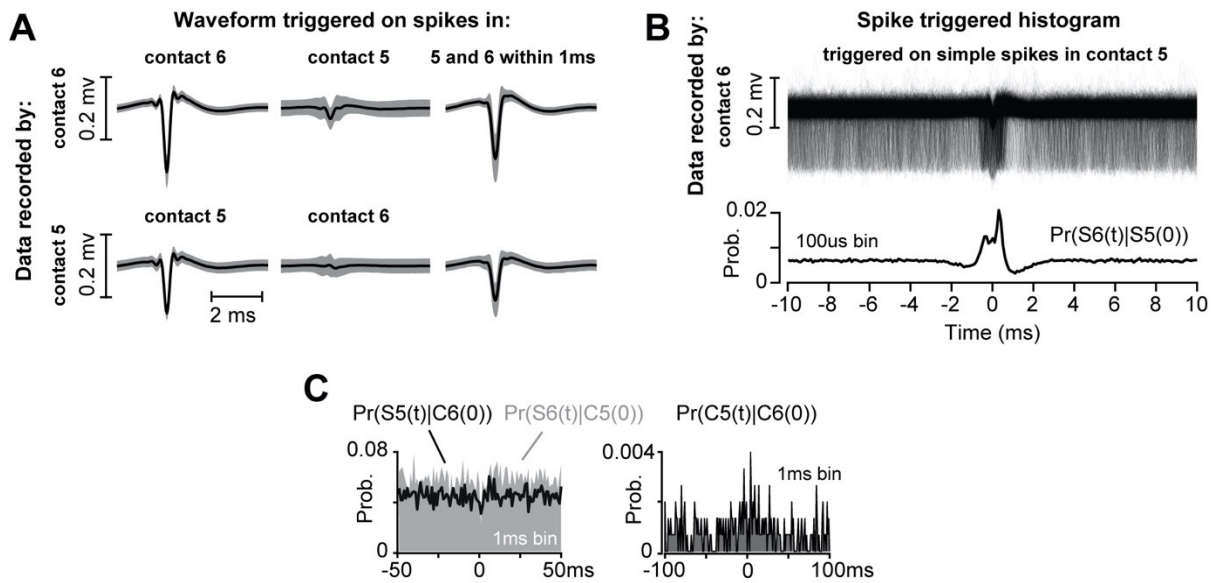 A
Waveform triggered on spikes in:
contact 6
contact 5
5 and 6 within 1ms
Data recorded by:
contact 6
0.2 mv
contact 5
contact 6
contact 5
0.2 mv
2 ms
B
Spike triggered histogram
triggered on simple spikes in contact 5
Data recorded by:
contact 6
0.2 mv
0.02
Prob.
100us bin
Pr(S6(t)|S5(0))
0
-10 -8 -6 -4 -2 0 2 4 6 8 10
Time (ms)
C
Pr(S5(t)|C6(0))
Pr(S6(t)|C5(0))
0.08
Prob.
1ms bin
0
-50 0 50ms
Pr(C5(t)|C6(0))
0.004
1ms bin
Prob.
0
-100 0 100ms